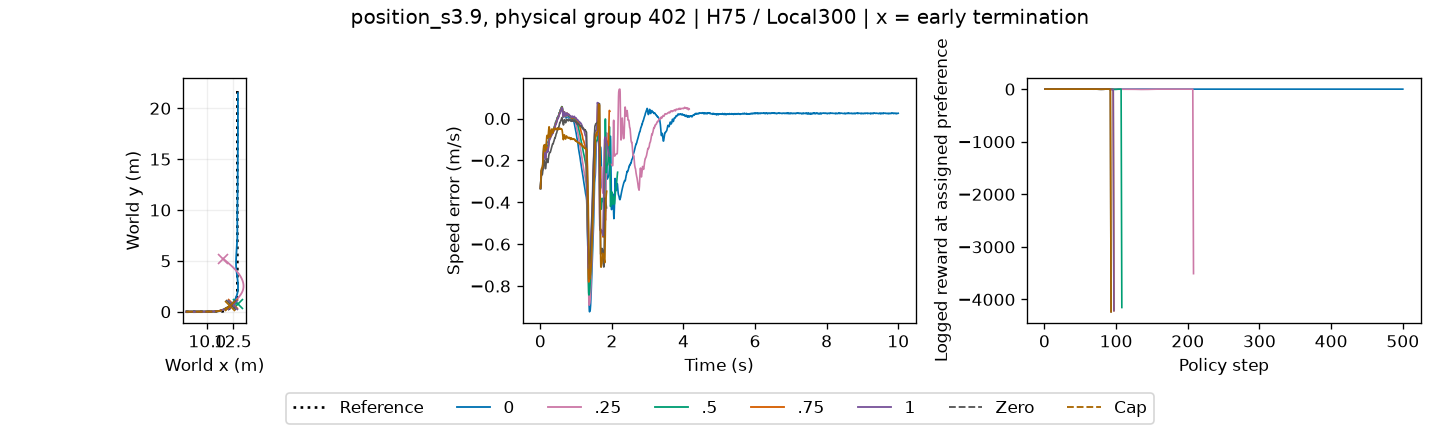 position_s3.9, physical group 402 | H75 / Local300 | x = early termination
World y (m)
20
15
10
5
0
10.0 12.5
World x (m)
Speed error (m/s)
0.0
−0.2
−0.4
−0.6
−0.8
0 2 4 6 8 10
Time (s)
Logged reward at assigned preference
0
−1000
−2000
−3000
−4000
0 100 200 300 400 500
Policy step
Reference 0 .25 .5 .75 1 Zero Cap